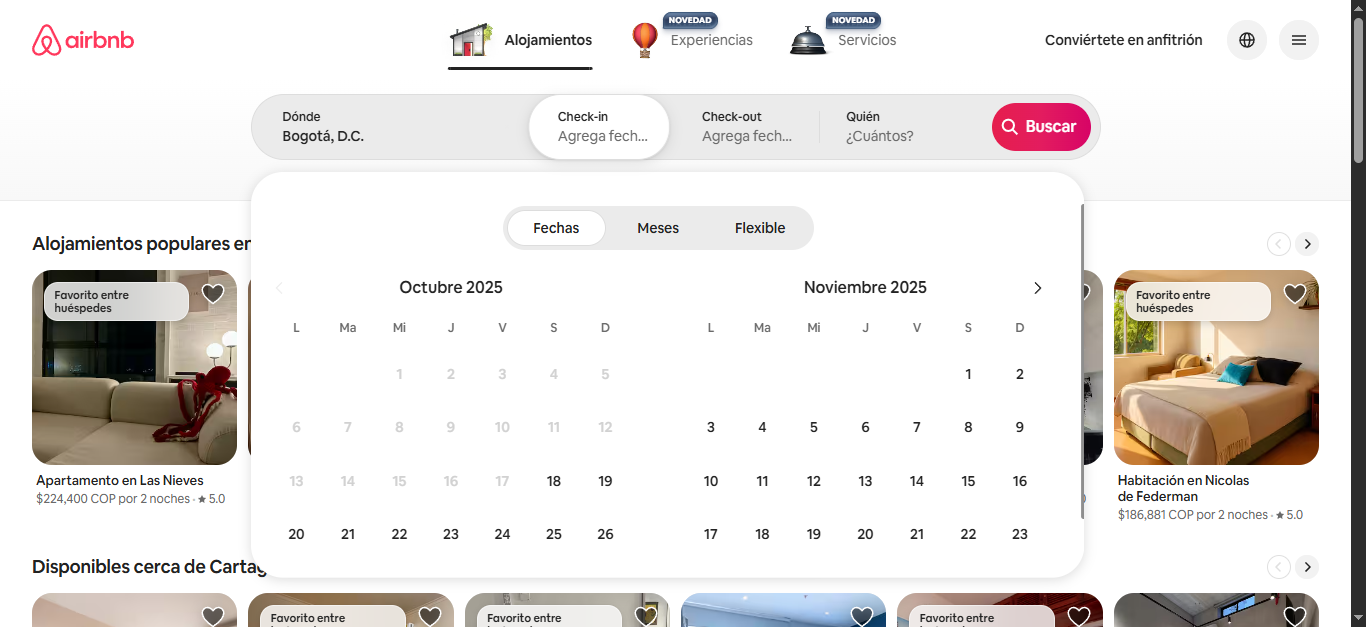 airbnb
Alojamientos
NOVEDAD
Experiencias
NOVEDAD
Servicios
Conviértete en anfitrión
Dónde
Bogotá, D.C.
Check-in
Agrega fech...
Check-out
Agrega fech...
Quién
¿Cuántos?
Buscar
Fechas
Meses
Flexible
Alojamientos populares en
Octubre 2025
L Ma Mi J V S D
1 2 3 4 5
6 7 8 9 10 11 12
13 14 15 16 17 18 19
20 21 22 23 24 25 26
Noviembre 2025
L Ma Mi J V S D
1 2
3 4 5 6 7 8 9
10 11 12 13 14 15 16
17 18 19 20 21 22 23
Favorito entre
huéspedes
Apartamento en Las Nieves
$224,400 COP por 2 noches · ★ 5.0
Favorito entre
huéspedes
Habitación en Nicolas
de Federman
$186,881 COP por 2 noches · ★ 5.0
Disponibles cerca de Cartag
Favorito entre
Favorito entre
Favorito entre